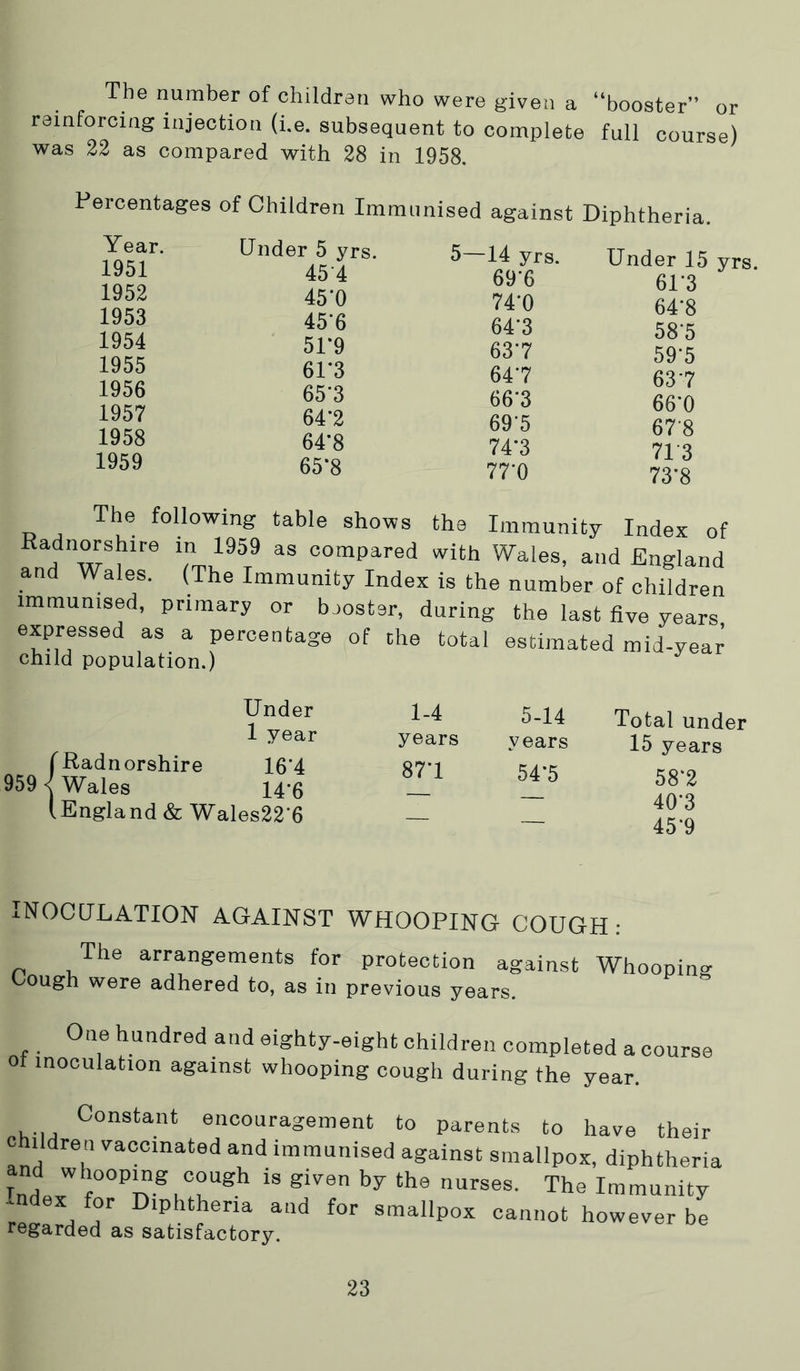 The number of children who were given a “booster” or
reinforcing injection (i.e. subsequent to complete full course)
was 22 as compared with 28 in 1958.
Percentages of Children Immunised against Diphtheria.
Year. Under 5 yrs. 5—14 yrs. Under 15 yrs.
1951 45·4 69·6 61·3
1952 45·0 74·0 64·8
1953 45·6 64·3 58·5
1954 51·9 63·7 59·5
1955 61·3 64·7 63·7
1956 65·3 66·3 66·0
1957 64·2 69·5 67·8
1958 64·8 74·3 71·3
1959 65·8 77·0 73·8
The following table shows the Immunity Index of
Radnorshire in 1959 as compared with Wales, and England
and Wales. (The Immunity Index is the number of children
immunised, primary or booster, during the last five years,
expressed as a percentage of the total estimated mid-year
child population.)
Under 1-4 5-14 Total under
1 year years years 15 years
Radnorshire 16·4 87·1 54·5 58·2
959 { Wales 14·6 — — 40·3
England & Wales22·6 — — 45·9
INOCULATION AGAINST WHOOPING COUGH:
The arrangements for protection against Whooping
Cough were adhered to, as in previous years.
One hundred and eighty-eight children completed a course
of inoculation against whooping cough during the year.
Constant encouragement to parents to have their
children vaccinated and immunised against smallpox, diphtheria
and whooping cough is given by the nurses. The Immunity
Index for Diphtheria and for smallpox cannot however be
regarded as satisfactory.
23